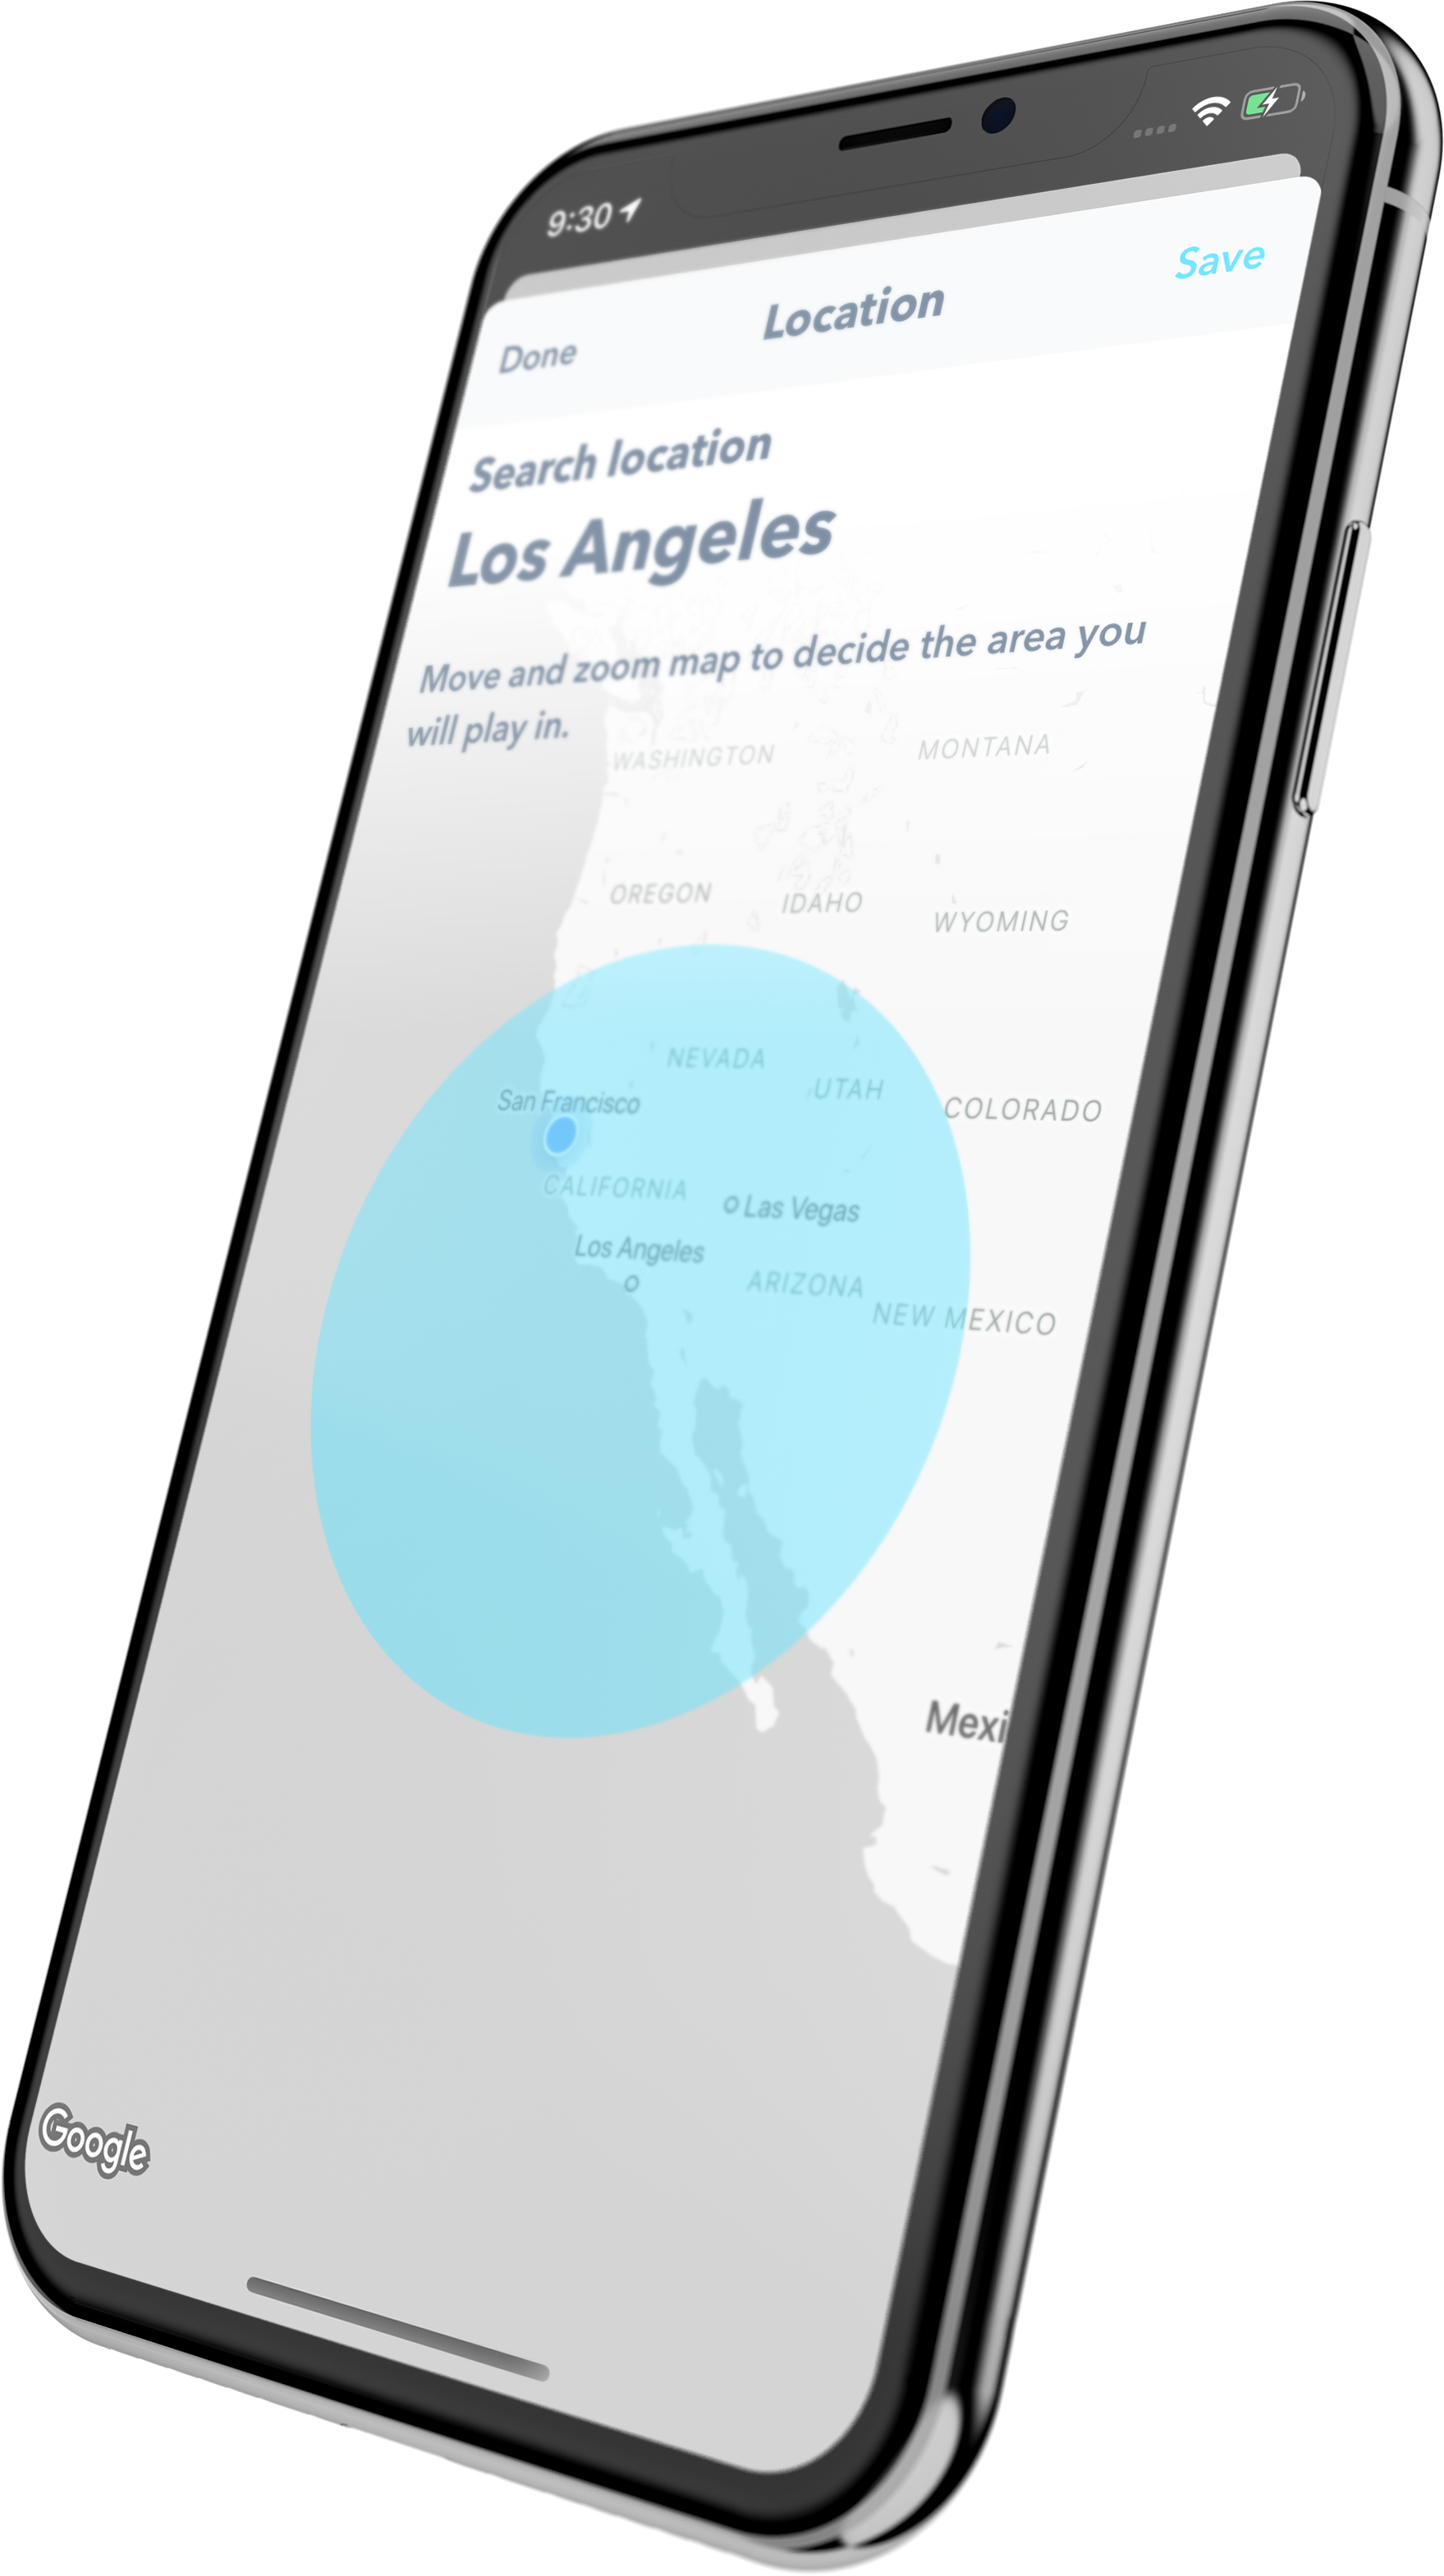 9:30
Done
Location
Save
Search location
Los Angeles
Move and zoom map to decide the area you
will play in.
WASHINGTON
MONTANA
OREGON
IDAHO
WYOMING
NEVADA
UTAH
San Francisco
COLORADO
CALIFORNIA
Las Vegas
Los Angeles
ARIZONA
NEW MEXICO
Mexi
Google